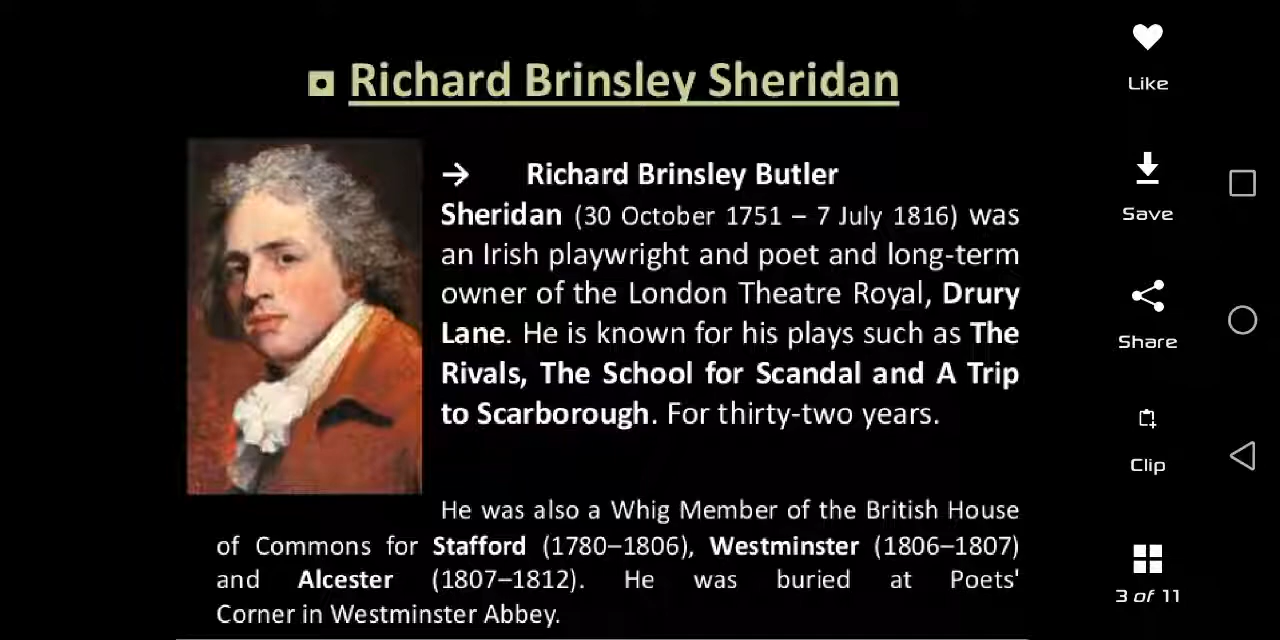 Richard Brinsley Sheridan
→ Richard Brinsley Butler
Sheridan (30 October 1751 – 7 July 1816) was
an Irish playwright and poet and long-term
owner of the London Theatre Royal, Drury
Lane. He is known for his plays such as The
Rivals, The School for Scandal and A Trip
to Scarborough. For thirty-two years.
He was also a Whig Member of the British House
of Commons for Stafford (1780–1806), Westminster (1806–1807)
and Alcester (1807–1812). He was buried at Poets'
Corner in Westminster Abbey.
Like
Save
Share
Clip
3 of 11